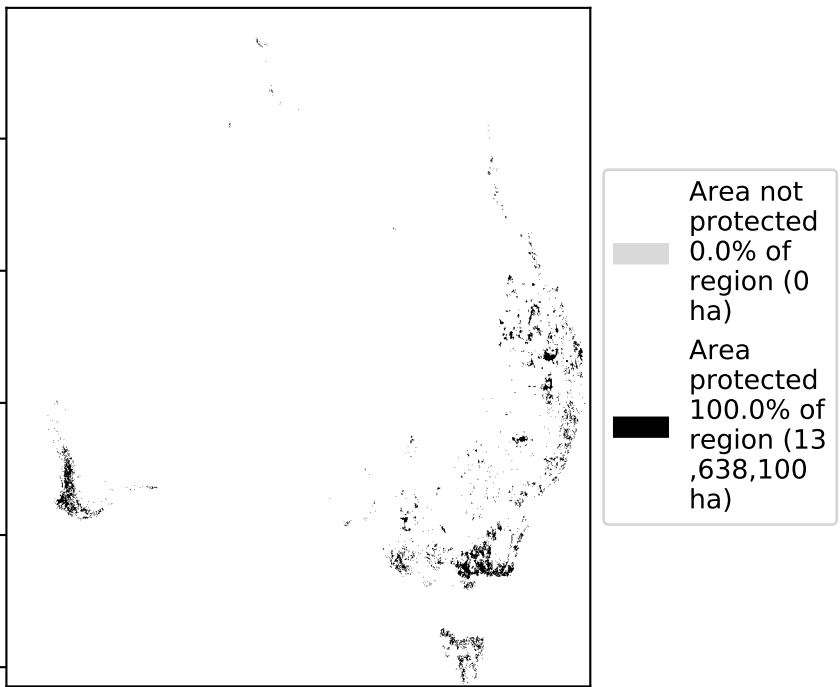 Area not
protected
0.0% of
region (0
ha)
Area
protected
100.0% of
region (13
,638,100
ha)